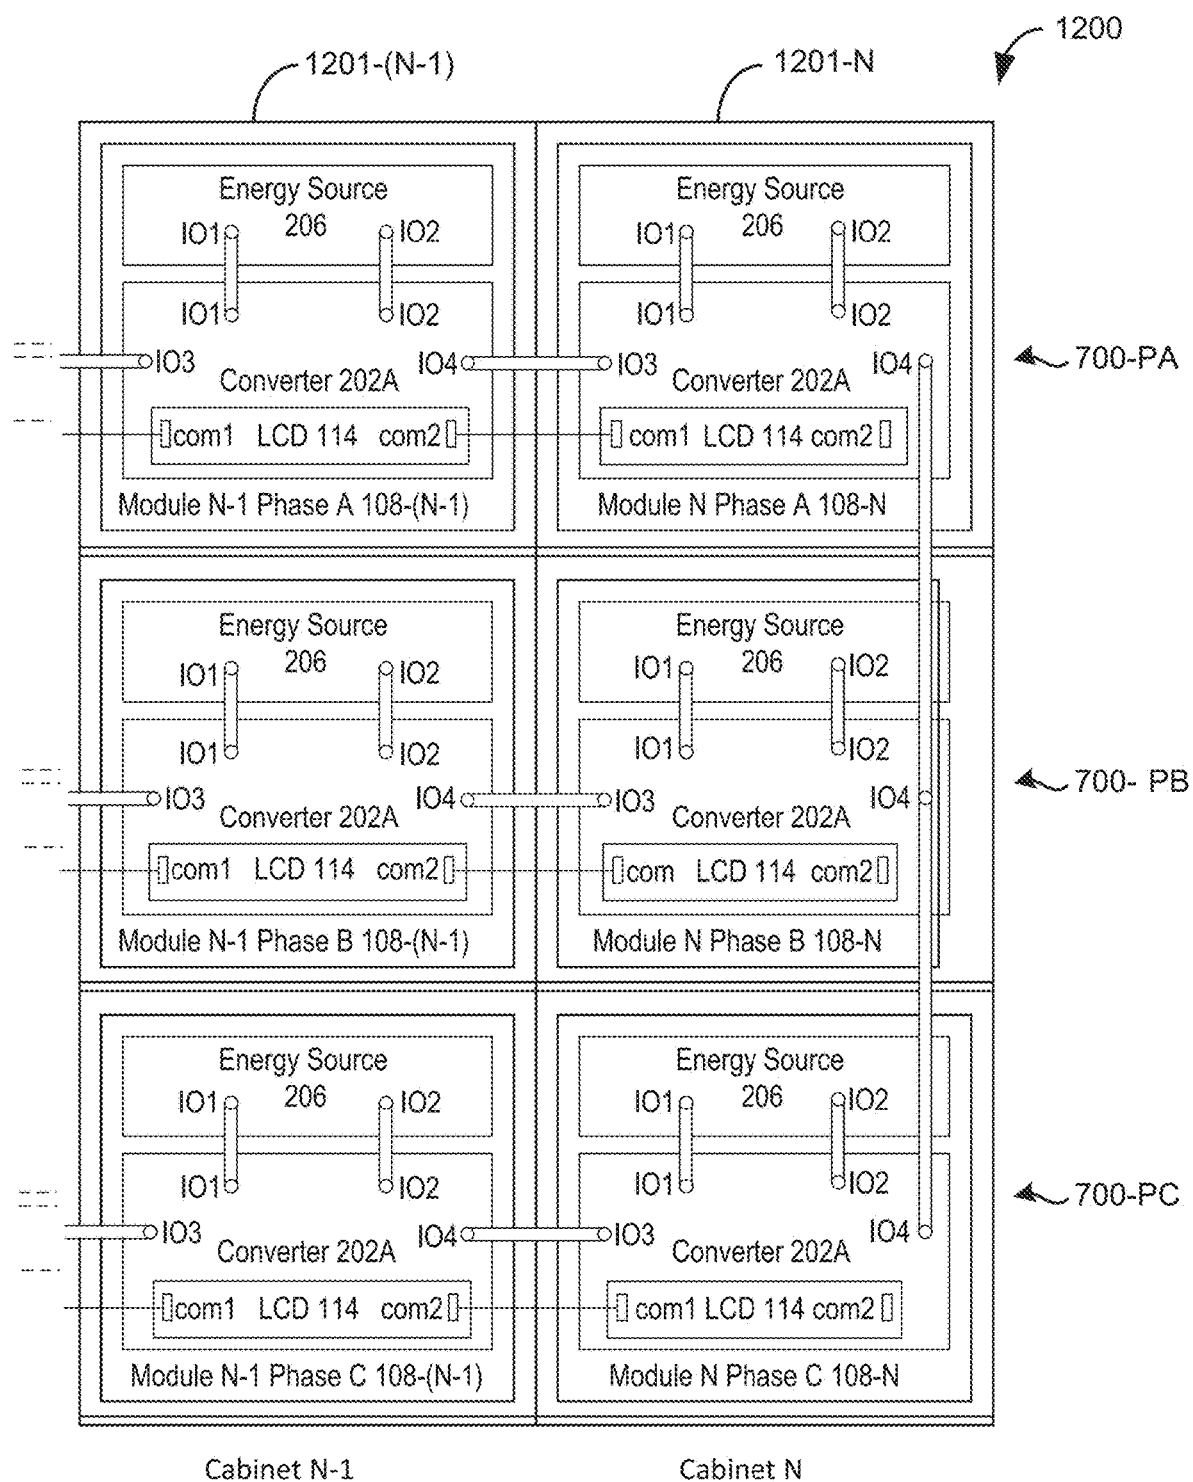 1200
1201-(N-1)
1201-N
Energy Source
206
IO1
IO2
IO1
IO2
IO3
IO4
Converter 202A
com1 LCD 114 com2
Module N-1 Phase A 108-(N-1)
Energy Source
206
IO1
IO2
IO1
IO2
IO3
IO4
Converter 202A
com1 LCD 114 com2
Module N Phase A 108-N
700-PA
Energy Source
206
IO1
IO2
IO1
IO2
IO3
IO4
Converter 202A
com1 LCD 114 com2
Module N-1 Phase B 108-(N-1)
Energy Source
206
IO1
IO2
IO1
IO2
IO3
IO4
Converter 202A
com LCD 114 com2
Module N Phase B 108-N
700- PB
Energy Source
206
IO1
IO2
IO1
IO2
IO3
IO4
Converter 202A
com1 LCD 114 com2
Module N-1 Phase C 108-(N-1)
Energy Source
206
IO1
IO2
IO1
IO2
IO3
IO4
Converter 202A
com1 LCD 114 com2
Module N Phase C 108-N
700-PC
Cabinet N-1
Cabinet N